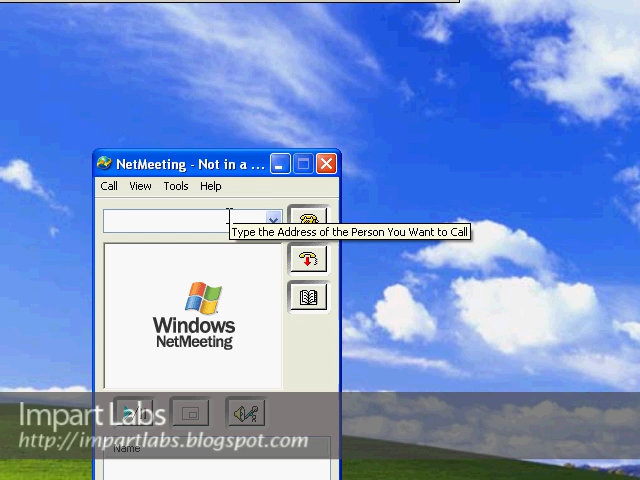 NetMeeting - Not in a ...
Call View Tools Help
Type the Address of the Person You Want to Call
Windows
NetMeeting
Impart Labs
http://impartlabs.blogspot.com
Name